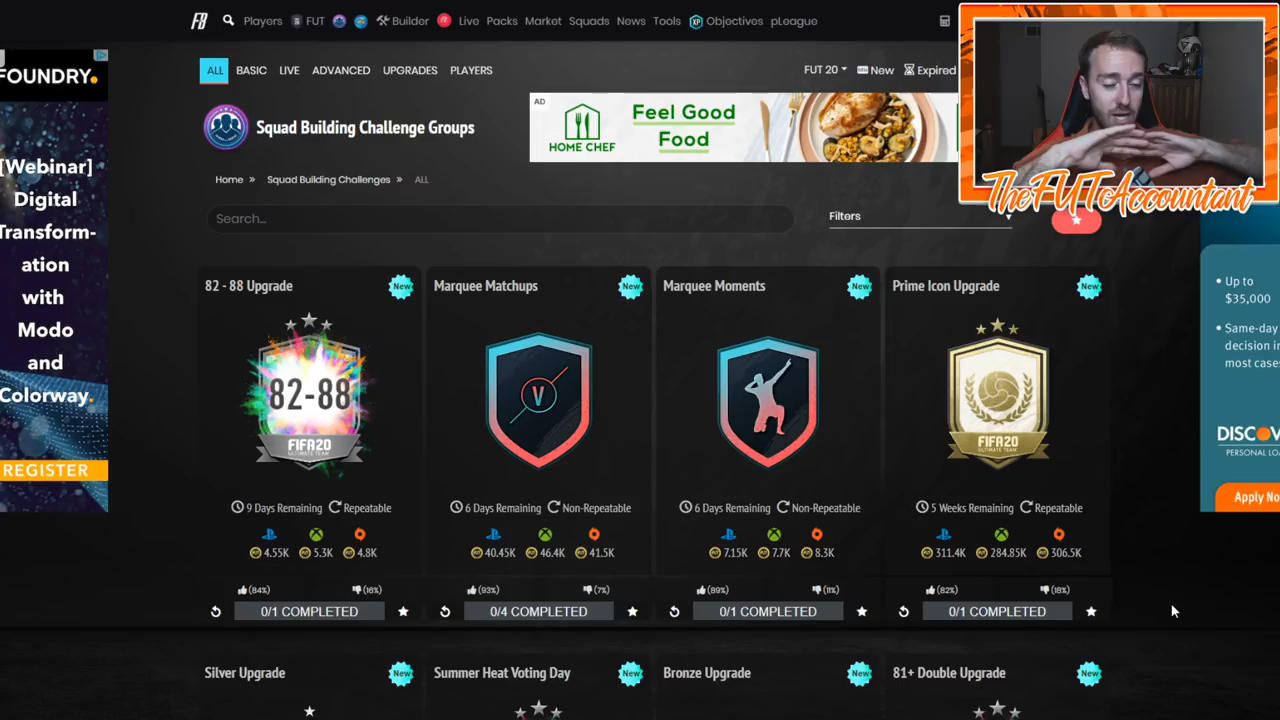 FB Players FUT Builder Live Packs Market Squads News Tools XP Objectives pLeague
ALL BASIC LIVE ADVANCED UPGRADES PLAYERS FUT 20 New Expired
FOUNDRY.
[Webinar]
Digital
Transform-
ation
with
Modo
and
Colorway.
REGISTER
Squad Building Challenge Groups
AD
HOME CHEF
Feel Good
Food
TheFUTAccountant
Home » Squad Building Challenges » ALL
Search...
Filters
82 - 88 Upgrade New
82-88
FIFA20
ULTIMATE TEAM
9 Days Remaining Repeatable
4.55K 5.3K 4.8K
(84%) (16%)
0/1 COMPLETED
Marquee Matchups New
V
6 Days Remaining Non-Repeatable
40.45K 46.4K 41.5K
(93%) (7%)
0/4 COMPLETED
Marquee Moments New
6 Days Remaining Non-Repeatable
7.15K 7.7K 8.3K
(89%) (11%)
0/1 COMPLETED
Prime Icon Upgrade New
FIFA20
ULTIMATE TEAM
5 Weeks Remaining Repeatable
311.4K 284.85K 306.5K
(82%) (18%)
0/1 COMPLETED
Silver Upgrade New
Summer Heat Voting Day New
Bronze Upgrade New
81+ Double Upgrade New
• Up to
$35,000
• Same-day
decision in
most cases
DISCOV
PERSONAL LOA
Apply No